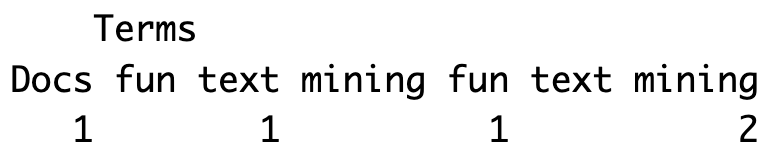 Terms
Docs fun text mining fun text mining
1 1 1 2